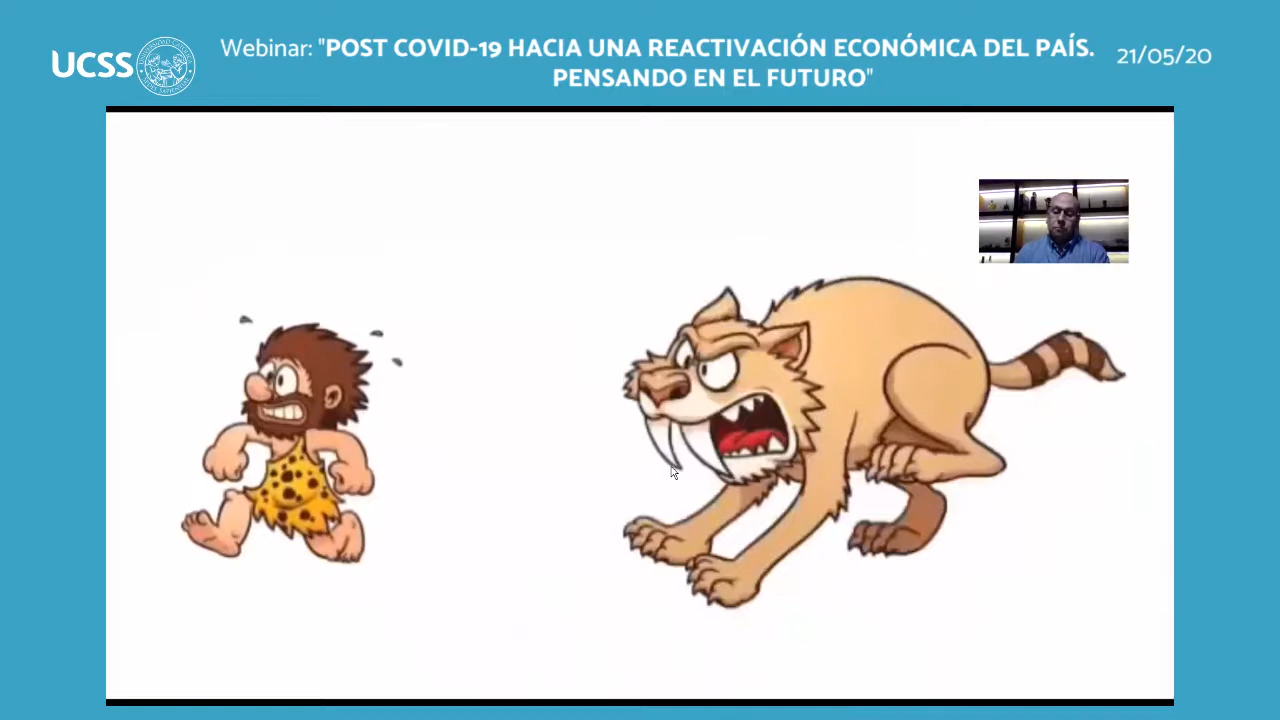 UCSS
Webinar: "POST COVID-19 HACIA UNA REACTIVACIÓN ECONÓMICA DEL PAÍS.
PENSANDO EN EL FUTURO"
21/05/20